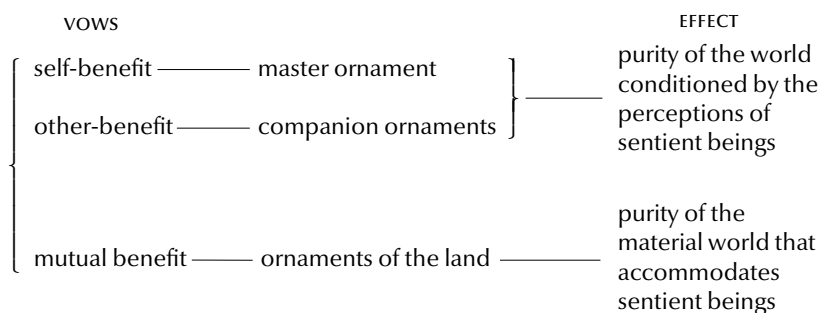 VOWS EFFECT
self-benefit master ornament
other-benefit companion ornaments
purity of the world
conditioned by the
perceptions of
sentient beings
mutual benefit ornaments of the land
purity of the
material world that
accommodates
sentient beings